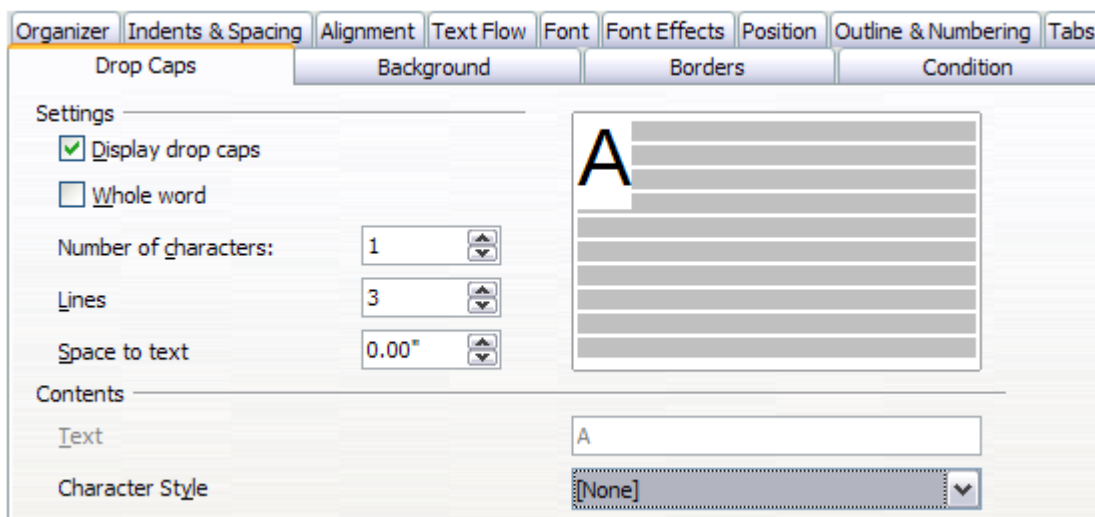 Organizer Indents & Spacing Alignment Text Flow Font Font Effects Position Outline & Numbering Tabs
Drop Caps Background Borders Condition
Settings
Display drop caps
A
Whole word
Number of characters: 1
Lines 3
Space to text 0.00"
Contents
Text A
Character Style [None]